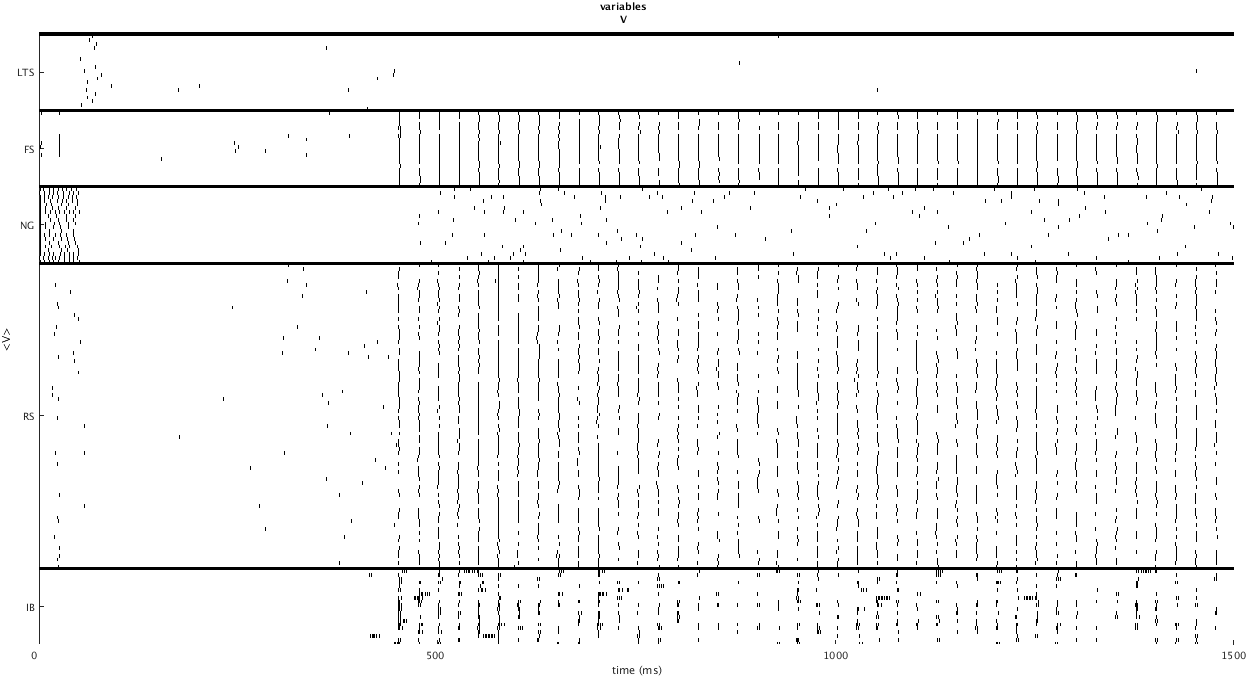 variables
V
LTS
FS
NG
<V>
RS
IB
0
500
1000
1500
time (ms)